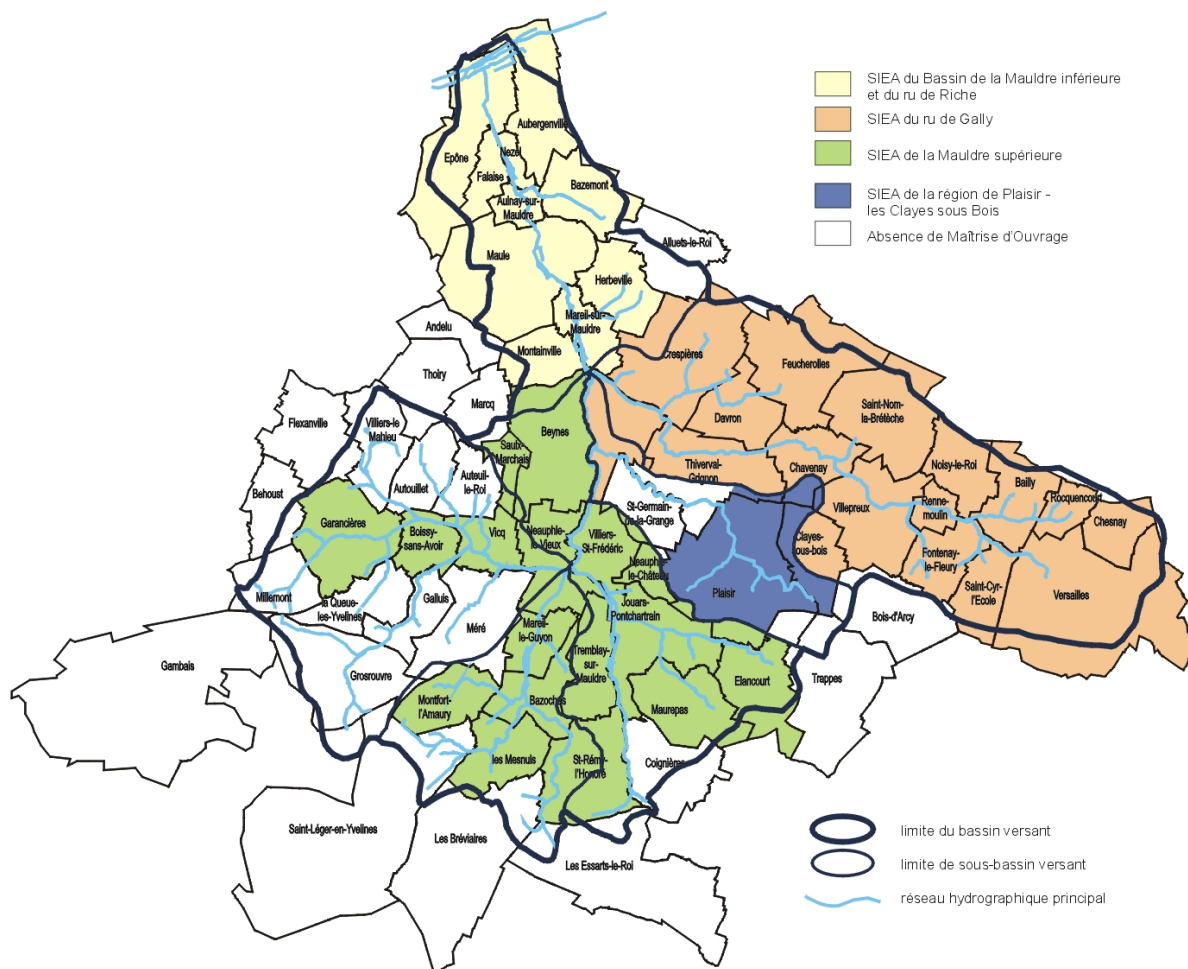 SIEA du Bassin de la Mauldre inférieure
et du ru de Riche
SIEA du ru de Gally
SIEA de la Mauldre supérieure
SIEA de la région de Plaisir -
les Clayes sous Bois
Absence de Maîtrise d'Ouvrage
Aubergenville
Epône
Nezel
Falaise
Bazemont
Aulnay-sur-
Mauldre
Alluets-le-Roi
Maule
Herbeville
Mareil-sur-
Mauldre
Andelu
Montainville
Crespières
Feucherolles
Thoiry
Marcq
Flexanville
Villiers-le
Mahieu
Davron
Saint-Nom-
la-Brétèche
Beynes
Saulx-
Marchais
Auteuil-
le-Roi
Autouillet
Behoust
Thiverval-
Grignon
Chavenay
Noisy-le-Roi
Bailly
Rocquencourt
Chesnay
Villepreux
Renne-
moulin
St-Germain-
de-la-Grange
Garancières
Boissy-
sans-Avoir
Vicq
Neauphle-
le-Vieux
Villiers-
St-Frédéric
Clayes-
sous-bois
Fontenay-
le-Fleury
Neauphle-
le-Château
Saint-Cyr-
l'Ecole
Versailles
Plaisir
Millemont
la Queue-
les-Yvelines
Galluis
Jouars-
Pontchartrain
Bois-d'Arcy
Méré
Mareil-
le-Guyon
Tremblay-
sur-
Mauldre
Gambais
Grosrouvre
Elancourt
Trappes
Montfort-
l'Amaury
Bazoches
Maurepas
les Mesnuls
St-Rémy-
l'Honoré
Coignières
Saint-Léger-en-Yvelines
Les Bréviaires
Les Essarts-le-Roi
limite du bassin versant
limite de sous-bassin versant
réseau hydrographique principal